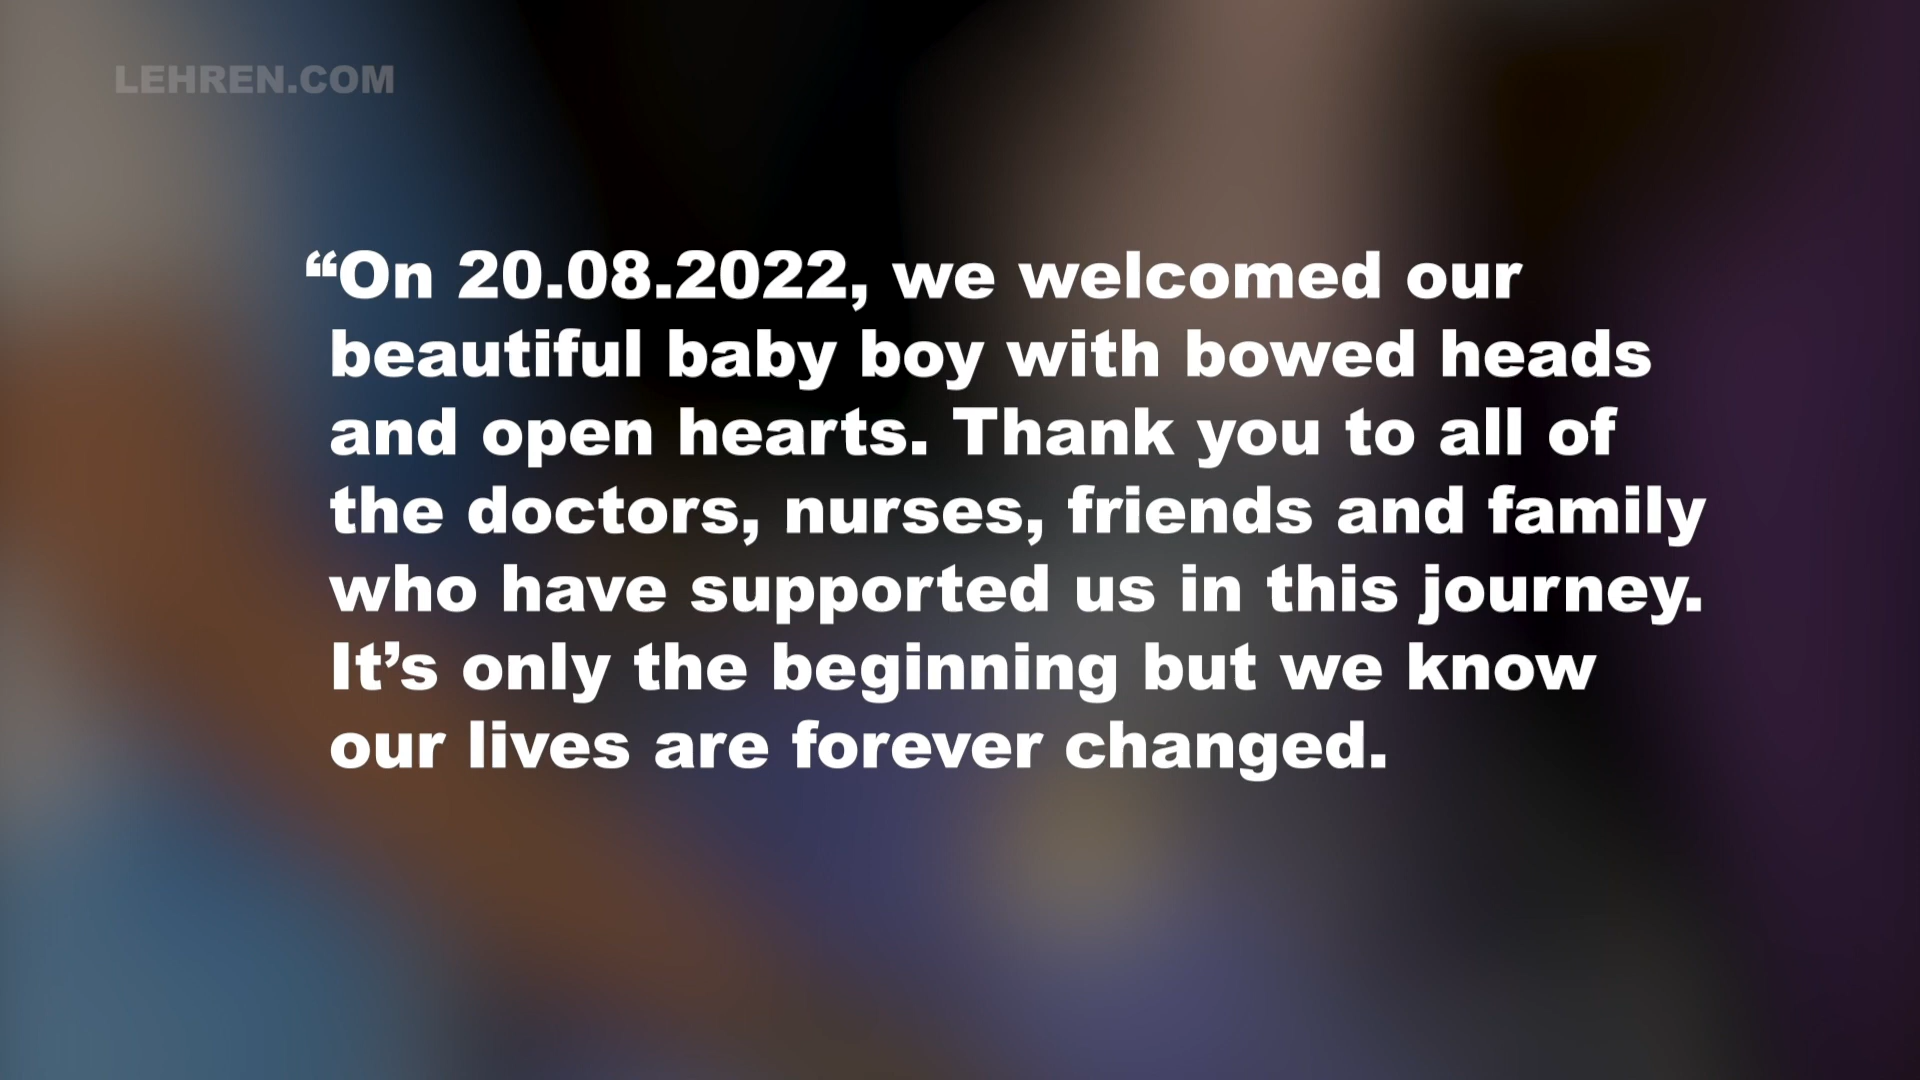 LEHREN.COM
“On 20.08.2022, we welcomed our
beautiful baby boy with bowed heads
and open hearts. Thank you to all of
the doctors, nurses, friends and family
who have supported us in this journey.
It’s only the beginning but we know
our lives are forever changed.